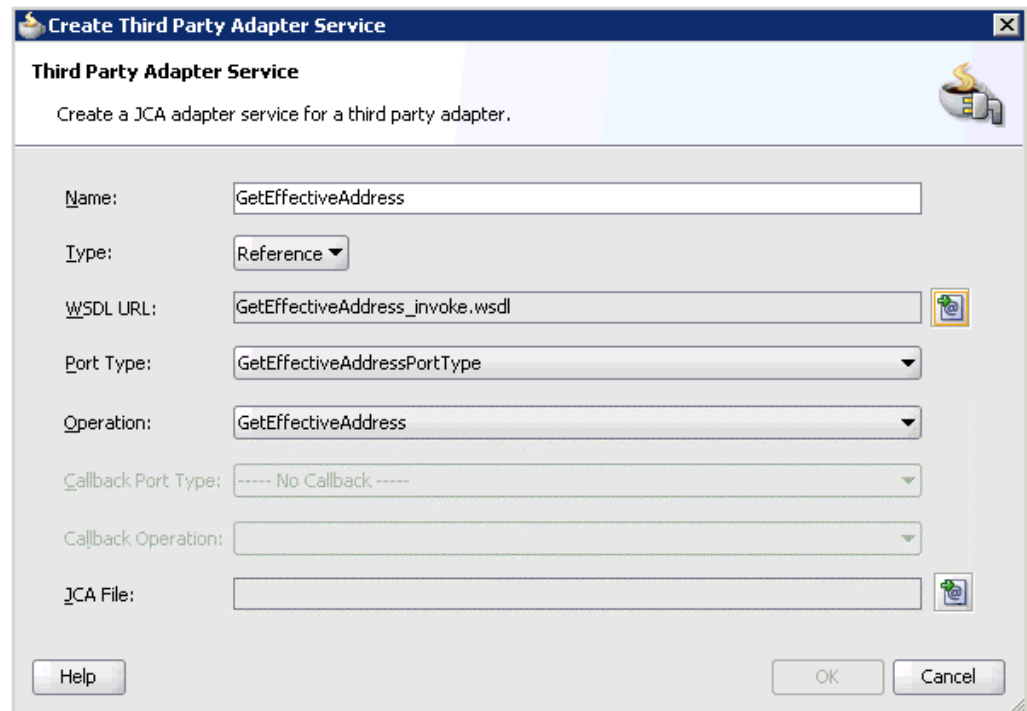 Create Third Party Adapter Service
Third Party Adapter Service
Create a JCA adapter service for a third party adapter.
Name: GetEffectiveAddress
Type: Reference
WSDL URL: GetEffectiveAddress_invoke.wsdl
Port Type: GetEffectiveAddressPortType
Operation: GetEffectiveAddress
Callback Port Type: ----- No Callback -----
Callback Operation:
JCA File:
Help OK Cancel